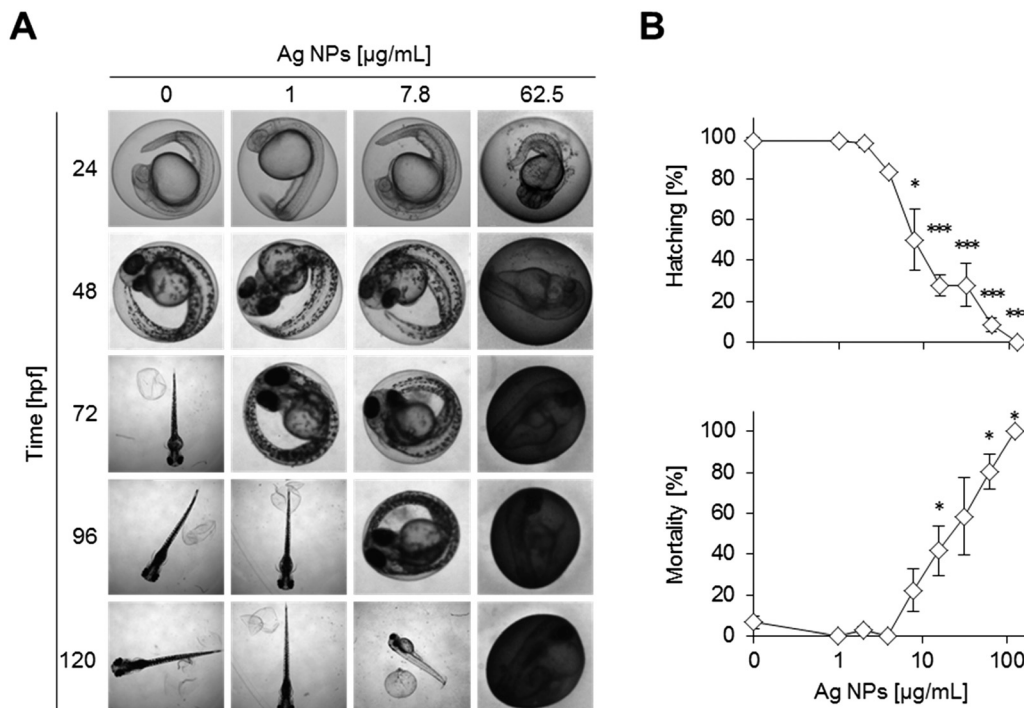 A
Ag NPs [µg/mL]
0 1 7.8 62.5
Time [hpf]
24
48
72
96
120
B
Hatching [%]
100
80
60
40
20
0
*
***
***
***
***
Mortality [%]
100
80
60
40
20
0
*
*
*
0 1 10 100
Ag NPs [µg/mL]